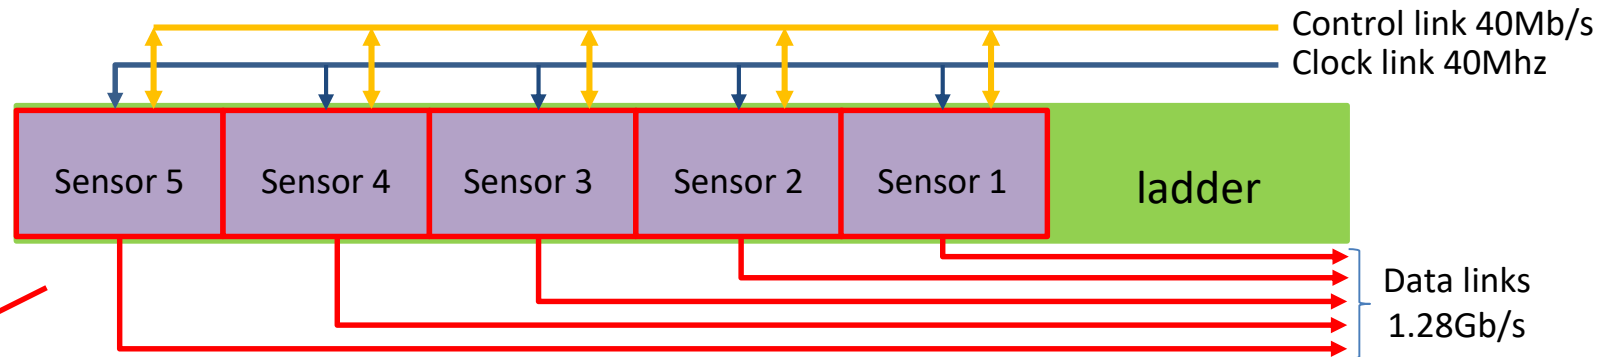 Control link 40Mb/s
Clock link 40Mhz
Sensor 5
Sensor 4
Sensor 3
Sensor 2
Sensor 1
ladder
Data links
1.28Gb/s